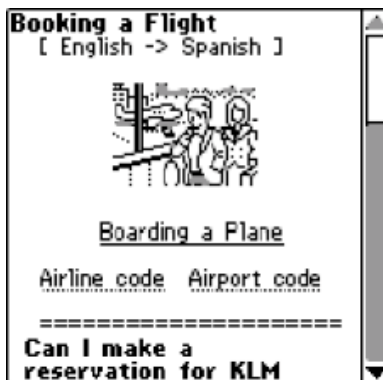 Booking a Flight
[ English -> Spanish ]
Boarding a Plane
Airline code Airport code
======================
Can I make a
reservation for KLM